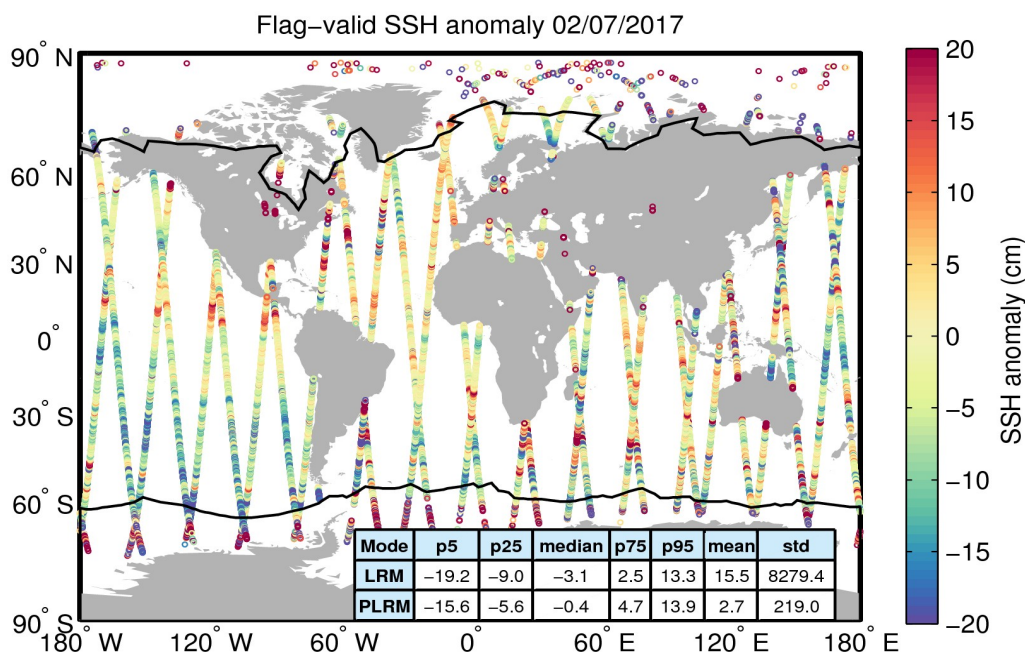 Flag−valid SSH anomaly 02/07/2017
90° N
60° N
30° N
0°
30° S
60° S
90° S
180° W
120° W
60° W
0°
60° E
120° E
180° E
Mode p5 p25 median p75 p95 mean std
LRM −19.2 −9.0 −3.1 2.5 13.3 15.5 8279.4
PLRM −15.6 −5.6 −0.4 4.7 13.9 2.7 219.0
20
15
10
5
0
−5
−10
−15
−20
SSH anomaly (cm)